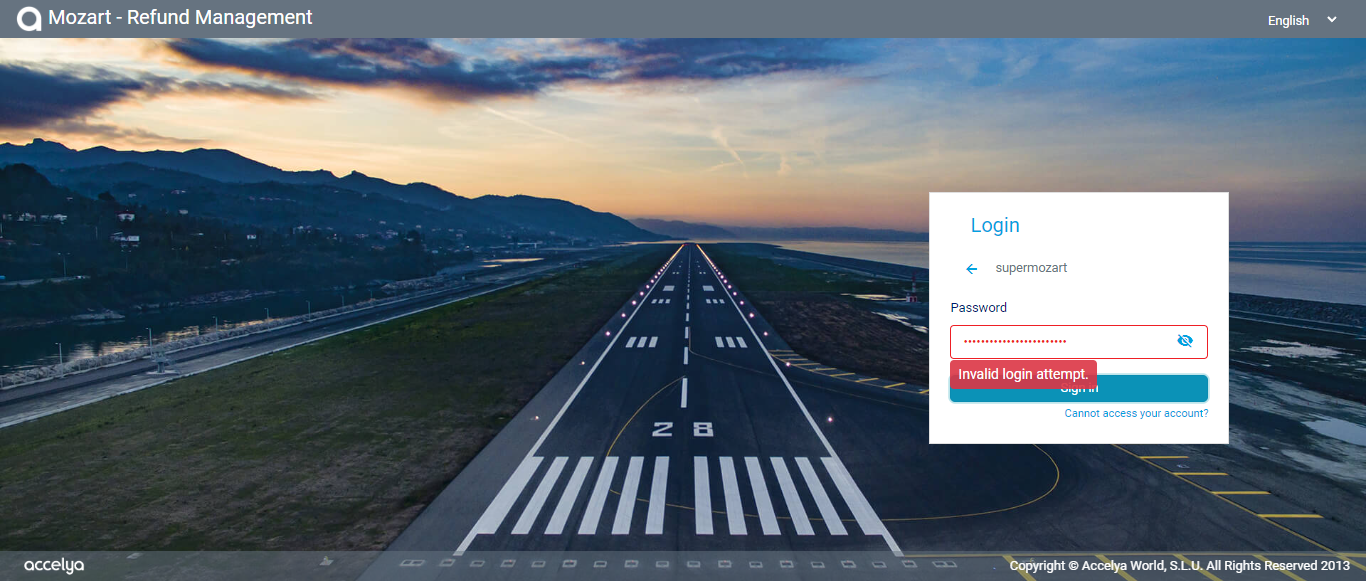 Mozart - Refund Management
English
Login
supermozart
Password
Invalid login attempt.
Sign in
Cannot access your account?
28
accelya
Copyright © Accelya World, S.L.U. All Rights Reserved 2013